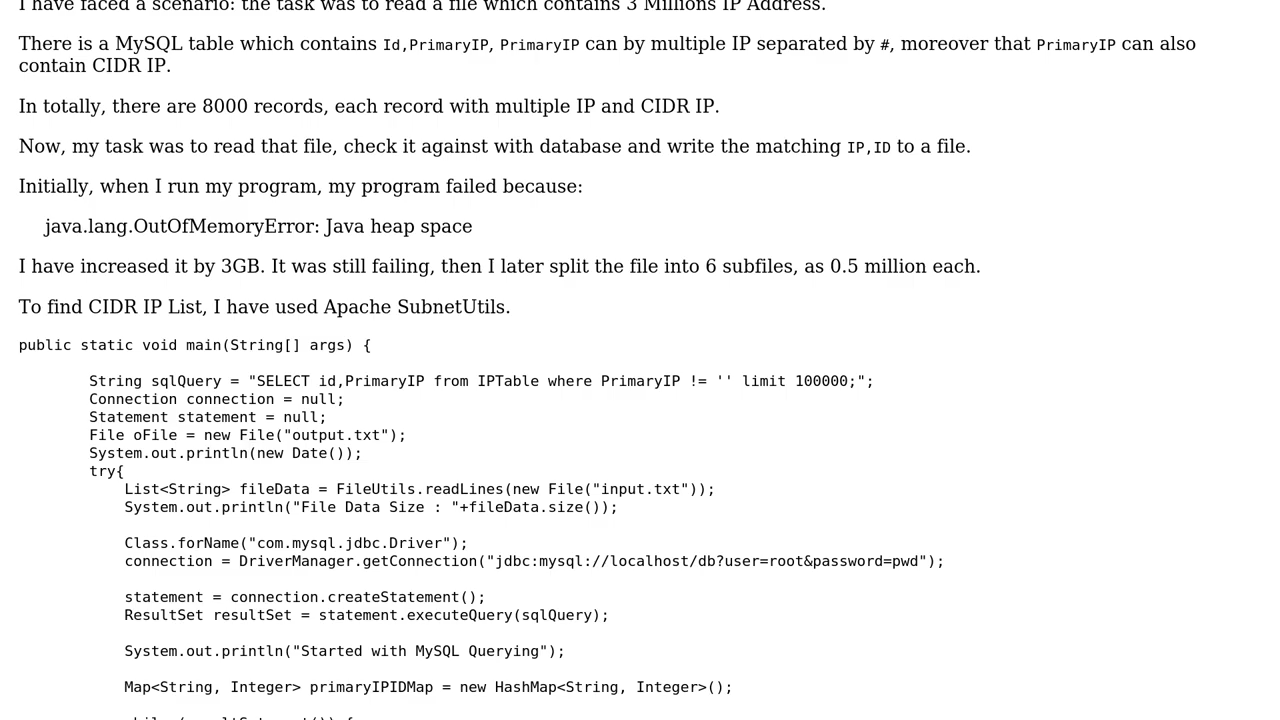 I have faced a scenario: the task was to read a file which contains 3 Millions IP Address.
There is a MySQL table which contains Id,PrimaryIP, PrimaryIP can by multiple IP separated by #, moreover that PrimaryIP can also
contain CIDR IP.
In totally, there are 8000 records, each record with multiple IP and CIDR IP.
Now, my task was to read that file, check it against with database and write the matching IP,ID to a file.
Initially, when I run my program, my program failed because:
java.lang.OutOfMemoryError: Java heap space
I have increased it by 3GB. It was still failing, then I later split the file into 6 subfiles, as 0.5 million each.
To find CIDR IP List, I have used Apache SubnetUtils.
public static void main(String[] args) {
String sqlQuery = "SELECT id,PrimaryIP from IPTable where PrimaryIP != '' limit 100000;";
Connection connection = null;
Statement statement = null;
File oFile = new File("output.txt");
System.out.println(new Date());
try{
List<String> fileData = FileUtils.readLines(new File("input.txt"));
System.out.println("File Data Size : "+fileData.size());
Class.forName("com.mysql.jdbc.Driver");
connection = DriverManager.getConnection("jdbc:mysql://localhost/db?user=root&password=pwd");
statement = connection.createStatement();
ResultSet resultSet = statement.executeQuery(sqlQuery);
System.out.println("Started with MySQL Querying");
Map<String, Integer> primaryIPIDMap = new HashMap<String, Integer>();